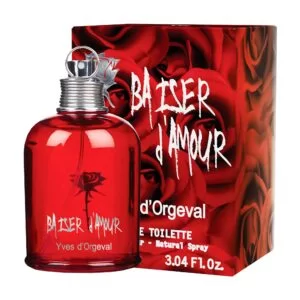 BAISER
d'AMOUR
d'Orgeval
E TOILETTE
r - Natural Spray
3.04 Fl.Oz.
BAISER d'AMOUR
Yves d'Orgeval